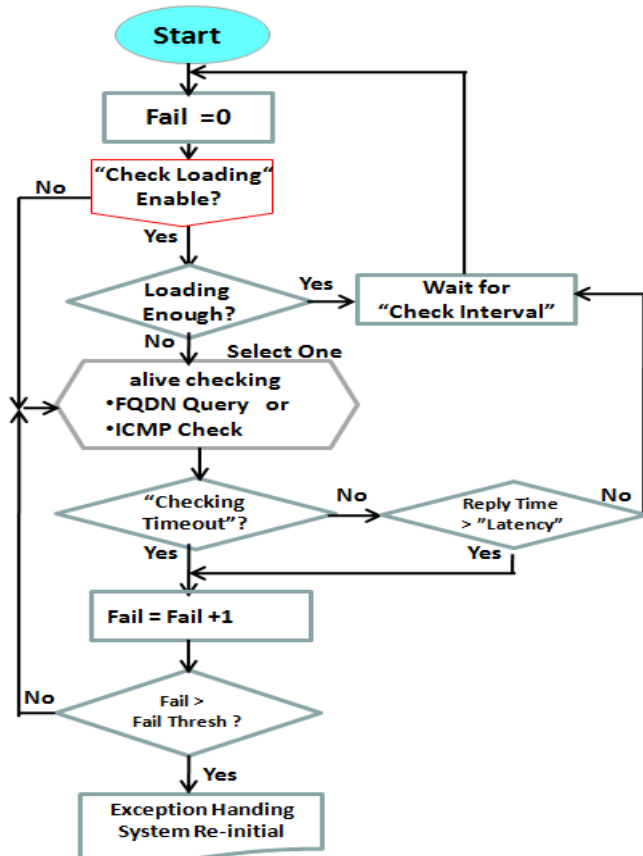 Start
Fail =0
“Check Loading“
Enable?
No
Yes
Loading
Enough?
Yes
Wait for
“Check Interval”
No
Select One
alive checking
•FQDN Query or
•ICMP Check
“Checking
Timeout”?
No
Reply Time
> ”Latency”
No
Yes
Yes
Fail = Fail +1
No
Fail >
Fail Thresh ?
Yes
Exception Handing
System Re-initial